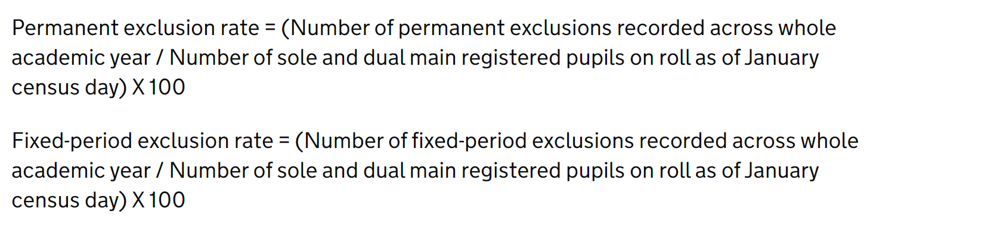 Permanent exclusion rate = (Number of permanent exclusions recorded across whole
academic year / Number of sole and dual main registered pupils on roll as of January
census day) X 100
Fixed-period exclusion rate = (Number of fixed-period exclusions recorded across whole
academic year / Number of sole and dual main registered pupils on roll as of January
census day) X 100